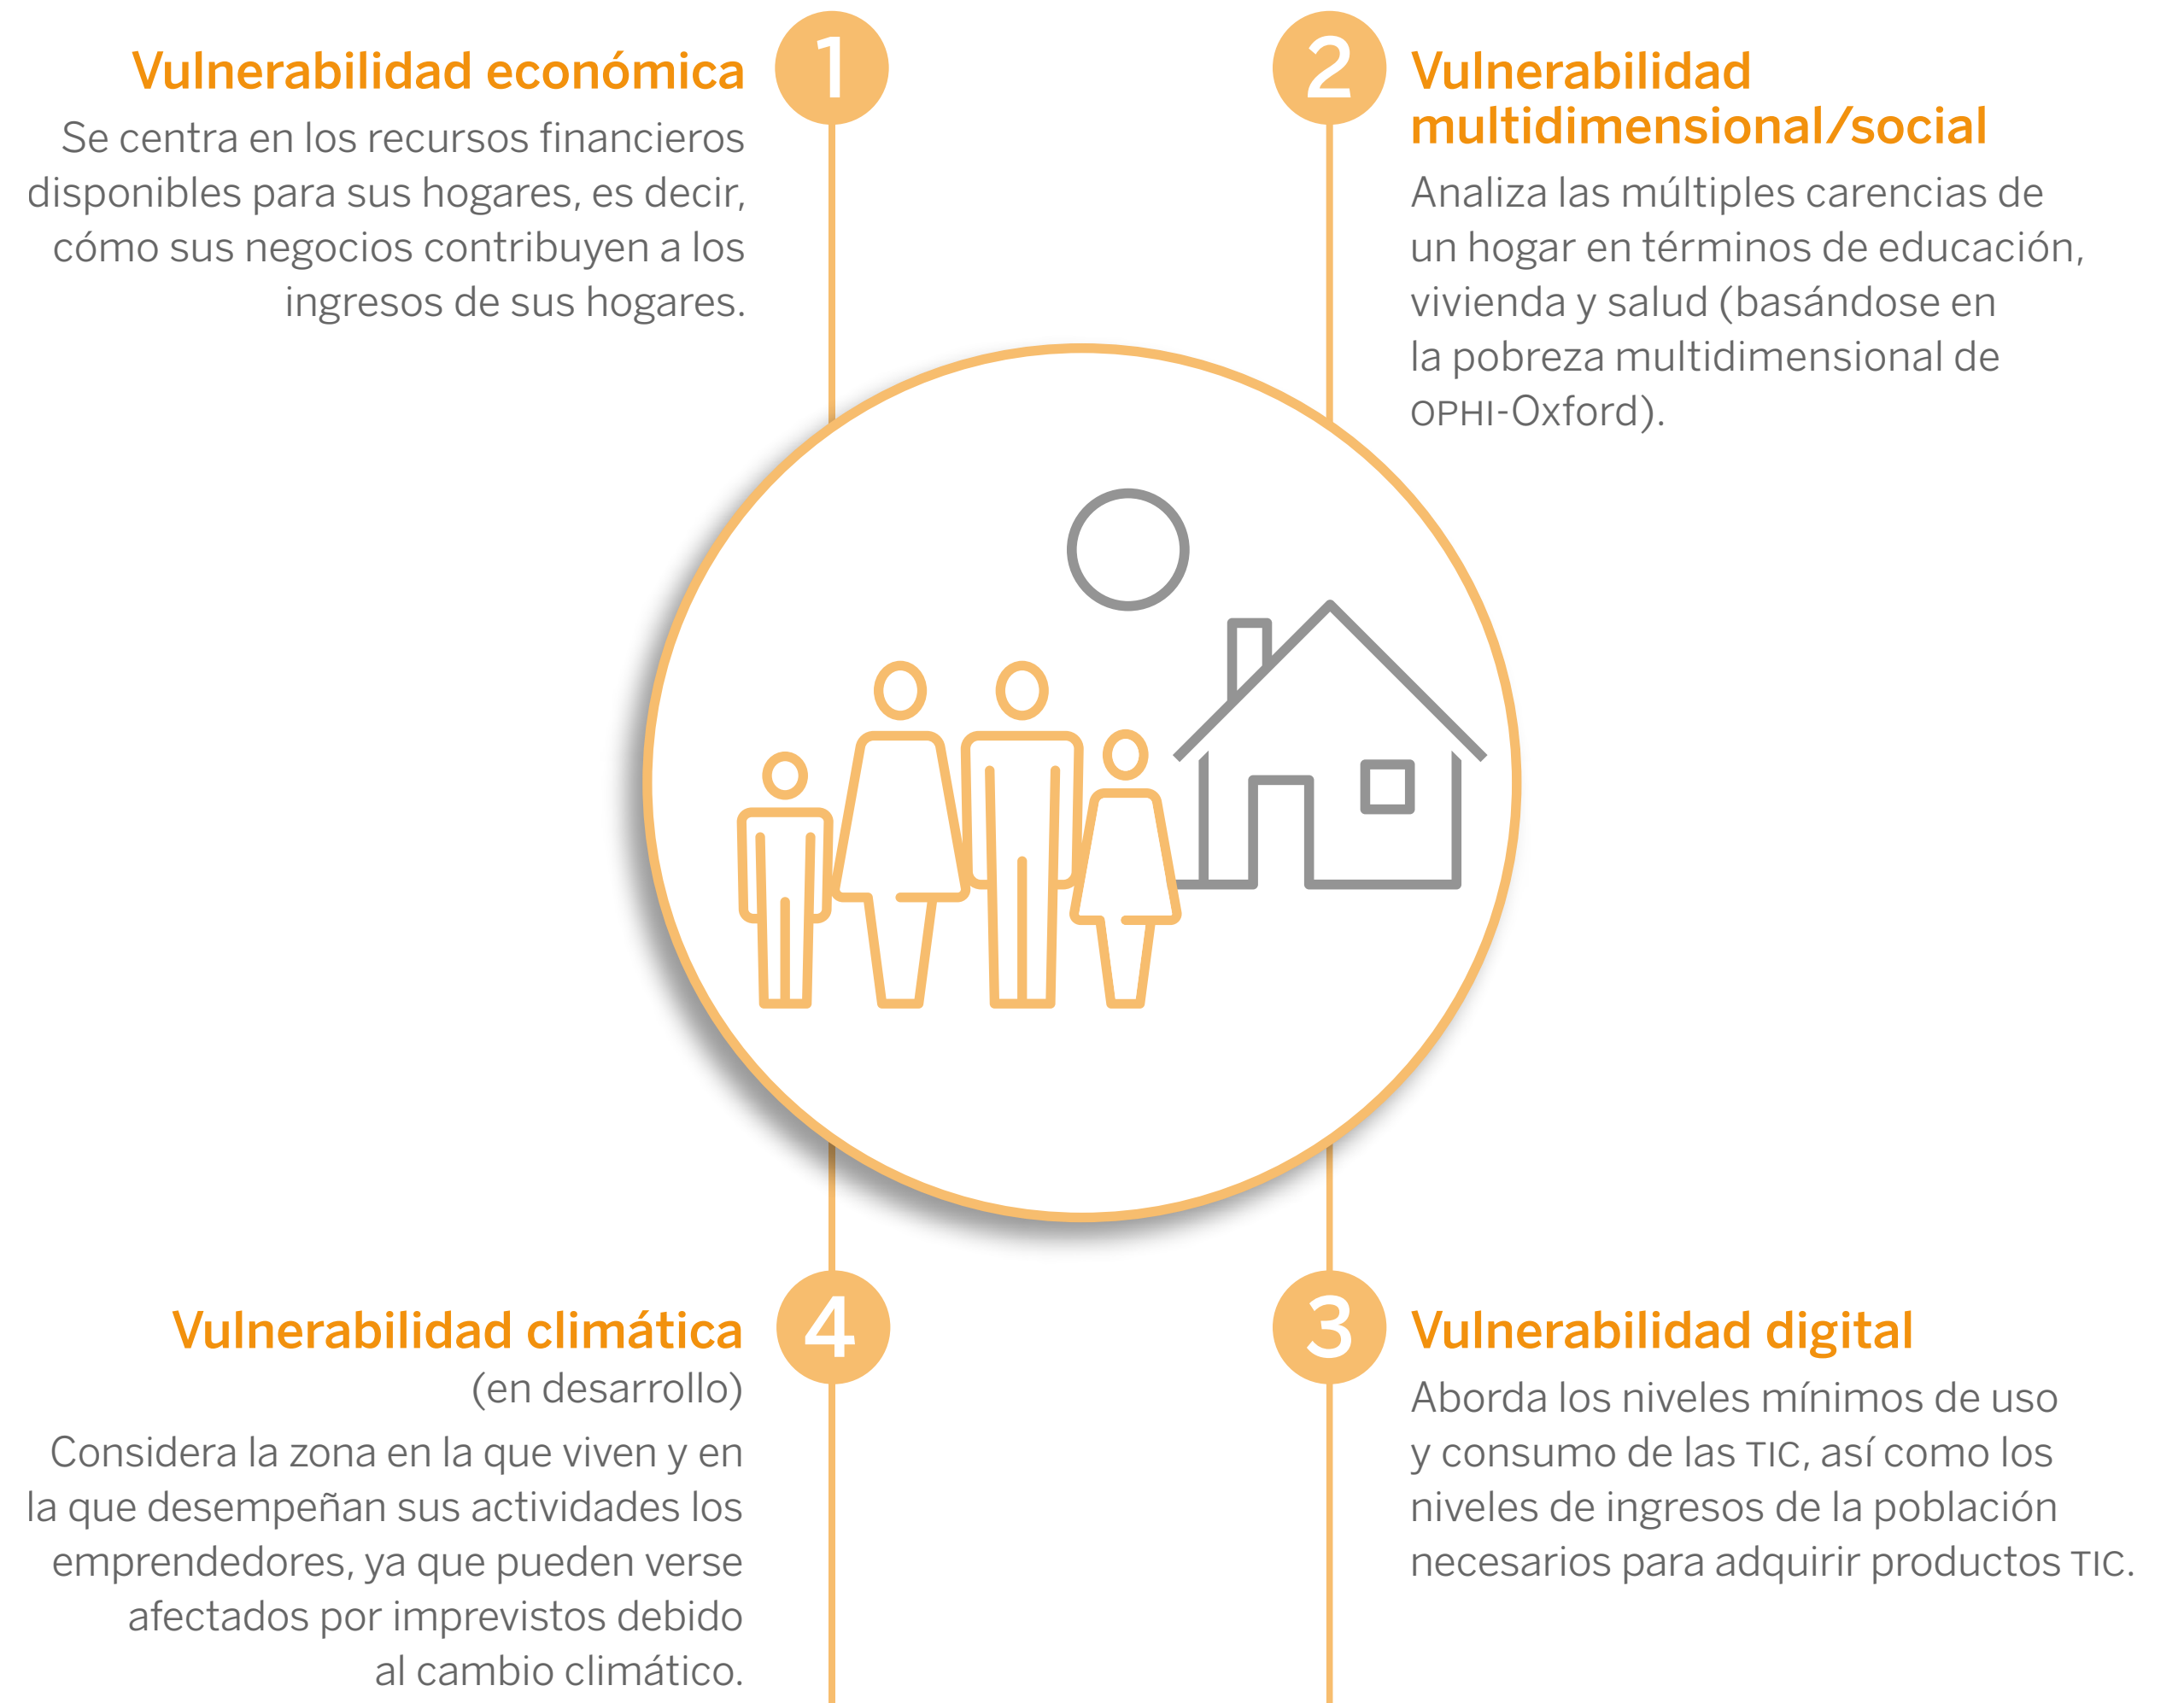 1
Vulnerabilidad económica
Se centra en los recursos financieros
disponibles para sus hogares, es decir,
cómo sus negocios contribuyen a los
ingresos de sus hogares.
2
Vulnerabilidad
multidimensional/social
Analiza las múltiples carencias de
un hogar en términos de educación,
vivienda y salud (basándose en
la pobreza multidimensional de
OPHI-Oxford).
3
Vulnerabilidad digital
Aborda los niveles mínimos de uso
y consumo de las TIC, así como los
niveles de ingresos de la población
necesarios para adquirir productos TIC.
4
Vulnerabilidad climática
(en desarrollo)
Considera la zona en la que viven y en
la que desempeñan sus actividades los
emprendedores, ya que pueden verse
afectados por imprevistos debido
al cambio climático.